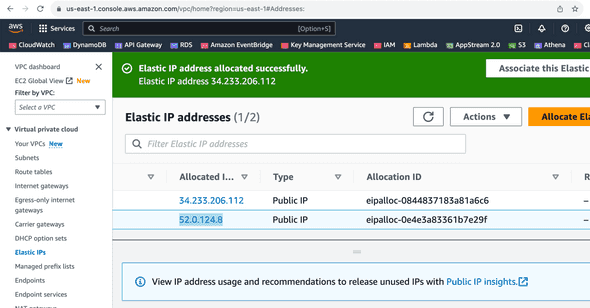 us-east-1.console.aws.amazon.com/vpc/home?region=us-east-1#Addresses:
aws Services Search [Option+S]
CloudWatch DynamoDB API Gateway RDS Amazon EventBridge Key Management Service IAM Lambda AppStream 2.0 S3 Athena
VPC dashboard
EC2 Global View New
Filter by VPC:
Select a VPC
Virtual private cloud
Your VPCs New
Subnets
Route tables
Internet gateways
Egress-only internet
gateways
Carrier gateways
DHCP option sets
Elastic IPs
Managed prefix lists
Endpoints
Endpoint services
Elastic IP address allocated successfully.
Elastic IP address 34.233.206.112
Associate this Elastic
Elastic IP addresses (1/2)
Actions
Allocate Ela
Filter Elastic IP addresses
Allocated I... Type Allocation ID R
34.233.206.112 Public IP eipalloc-0844837183a81a6c6 –
52.0.124.8 Public IP eipalloc-0e4e3a83361b7e29f –
View IP address usage and recommendations to release unused IPs with Public IP insights.